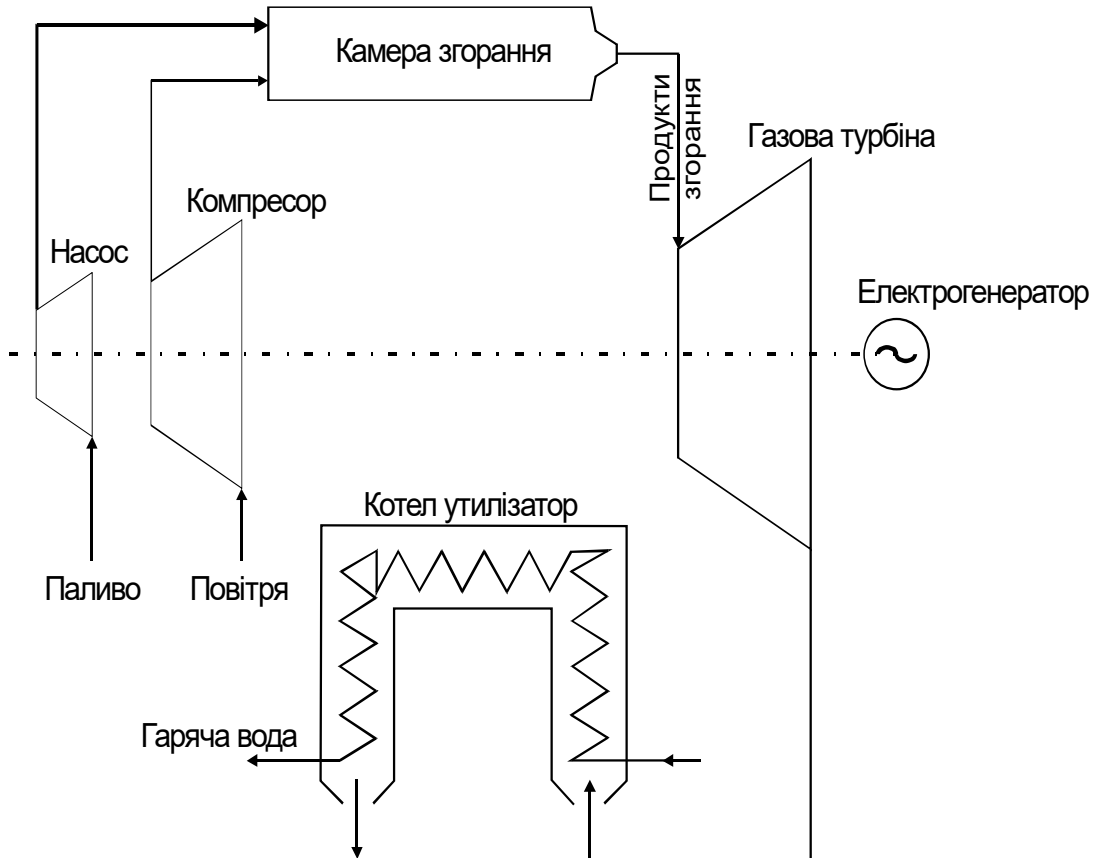 Камера згорання
Продукти
згорання
Газова турбіна
Компресор
Насос
Електрогенератор
Котел утилізатор
Паливо
Повітря
Гаряча вода